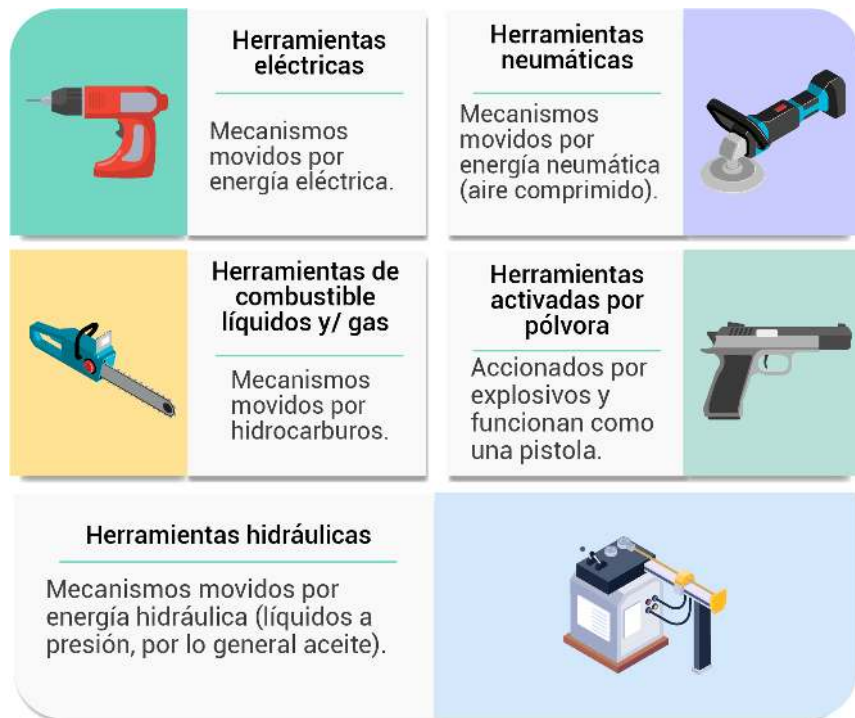 Herramientas
eléctricas
Mecanismos
movidos por
energía eléctrica.
Herramientas
neumáticas
Mecanismos
movidos por
energía neumática
(aire comprimido).
Herramientas de
combustible
líquidos y/ gas
Mecanismos
movidos por
hidrocarburos.
Herramientas
activadas por
pólvora
Accionados por
explosivos y
funcionan como
una pistola.
Herramientas hidráulicas
Mecanismos movidos por
energía hidráulica (líquidos a
presión, por lo general aceite).